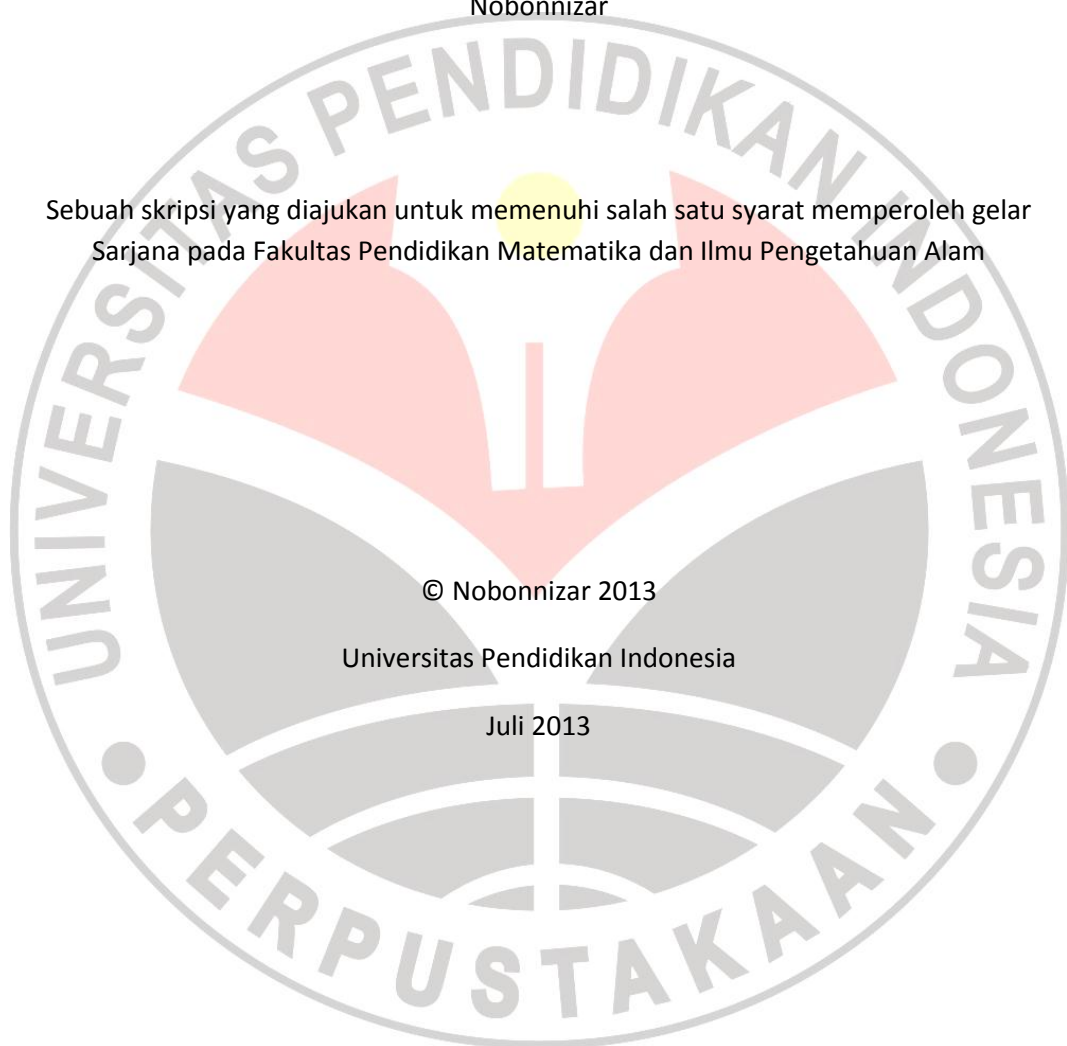 Nobonnizar
UNIVERSITAS PENDIDIKAN INDONESIA
Sebuah skripsi yang diajukan untuk memenuhi salah satu syarat memperoleh gelar
Sarjana pada Fakultas Pendidikan Matematika dan Ilmu Pengetahuan Alam
© Nobonnizar 2013
Universitas Pendidikan Indonesia
Juli 2013
PERPUSTAKAAN